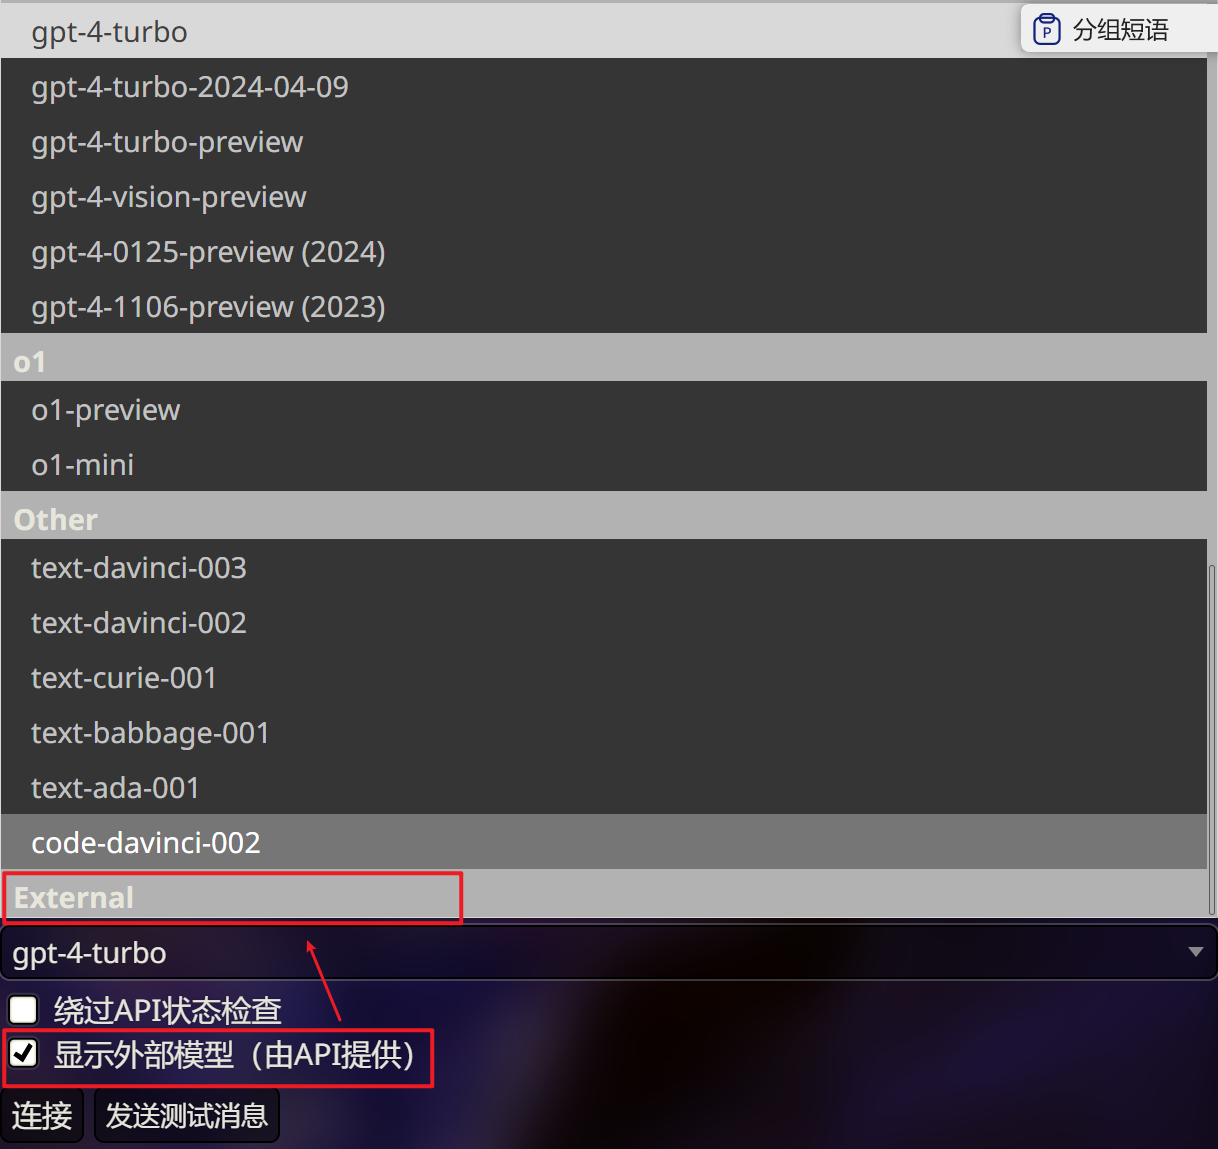 gpt-4-turbo
分组短语
gpt-4-turbo-2024-04-09
gpt-4-turbo-preview
gpt-4-vision-preview
gpt-4-0125-preview (2024)
gpt-4-1106-preview (2023)
o1
o1-preview
o1-mini
Other
text-davinci-003
text-davinci-002
text-curie-001
text-babbage-001
text-ada-001
code-davinci-002
External
gpt-4-turbo
绕过API状态检查
显示外部模型（由API提供）
连接
发送测试消息